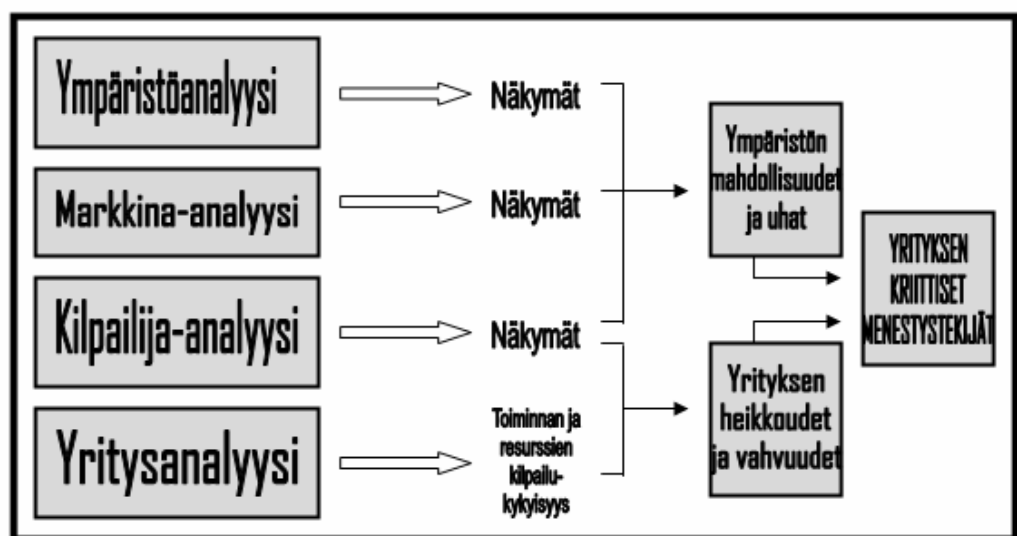 Ympäristöanalyysi
Näkymät
Markkina-analyysi
Näkymät
Kilpailija-analyysi
Näkymät
Yritysanalyysi
Toiminnan ja
resurssien
kilpailu-
kykyisyys
Ympäristön
mahdollisuudet
ja uhat
Yrityksen
heikkoudet
ja vahvuudet
YRITYKSEN
KRIITTISET
MENESTYSTEKIJÄT